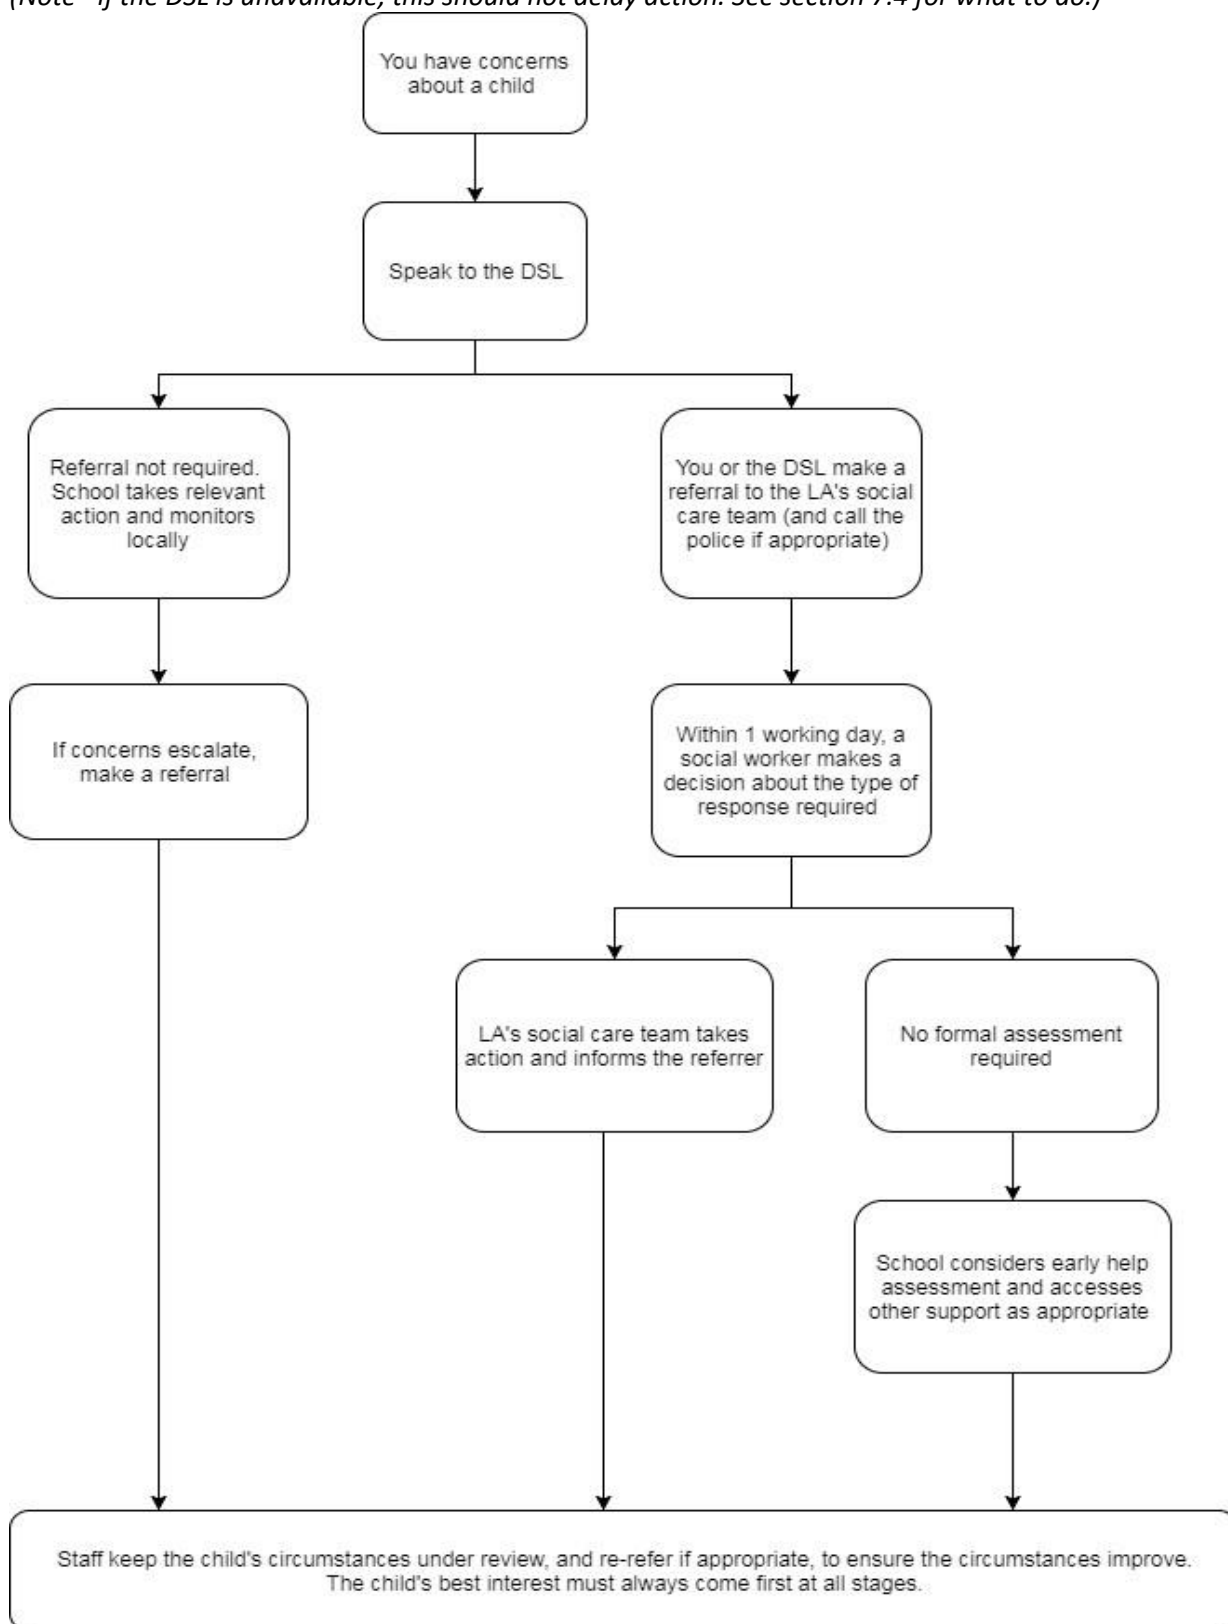 (Note - if the DSL is unavailable, this should not delay action. See section 7.4 for what to do.)
You have concerns
about a child
Speak to the DSL
Referral not required.
School takes relevant
action and monitors
locally
You or the DSL make a
referral to the LA's social
care team (and call the
police if appropriate)
If concerns escalate,
make a referral
Within 1 working day, a
social worker makes a
decision about the type of
response required
LA's social care team takes
action and informs the referrer
No formal assessment
required
School considers early help
assessment and accesses
other support as appropriate
Staff keep the child's circumstances under review, and re-refer if appropriate, to ensure the circumstances improve.
The child's best interest must always come first at all stages.